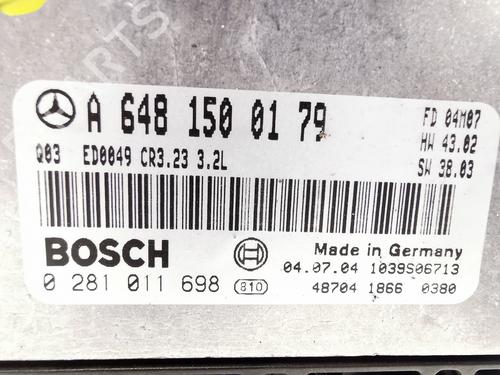 A 648 150 01 79
FD 04M07
HW 43.02
Q03 ED0049 CR3.23 3.2L
SW 38.03
BOSCH
Made in Germany
04.07.04 1039S06713
0 281 011 698 810
48704 1866 0380